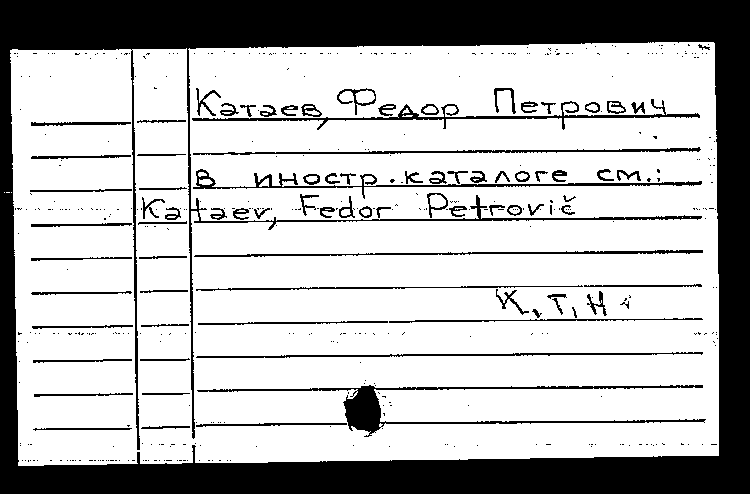 Катаев, Федор Петрович
в иностр. каталоге см.:
Kataev, Fedor Petrovič
К.т.н.